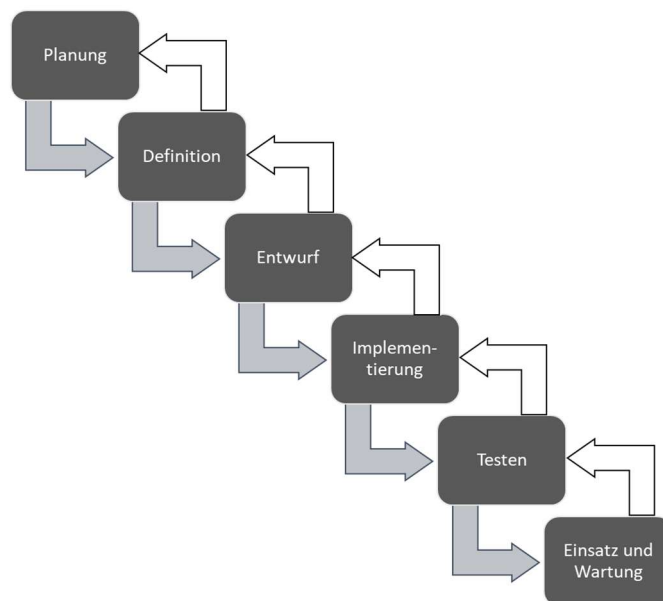 Planung
Definition
Entwurf
Implemen-
tierung
Testen
Einsatz und
Wartung